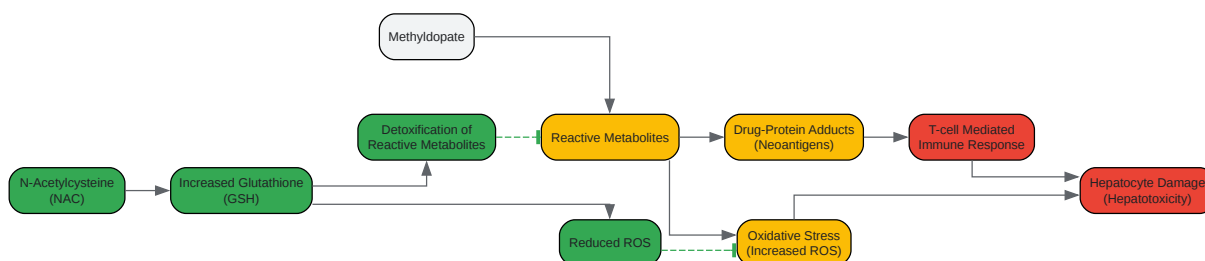 Methyldopate
Detoxification of
Reactive Metabolites
Reactive Metabolites
Drug-Protein Adducts
(Neoantigens)
T-cell Mediated
Immune Response
N-Acetylcysteine
(NAC)
Increased Glutathione
(GSH)
Hepatocyte Damage
(Hepatotoxicity)
Reduced ROS
Oxidative Stress
(Increased ROS)